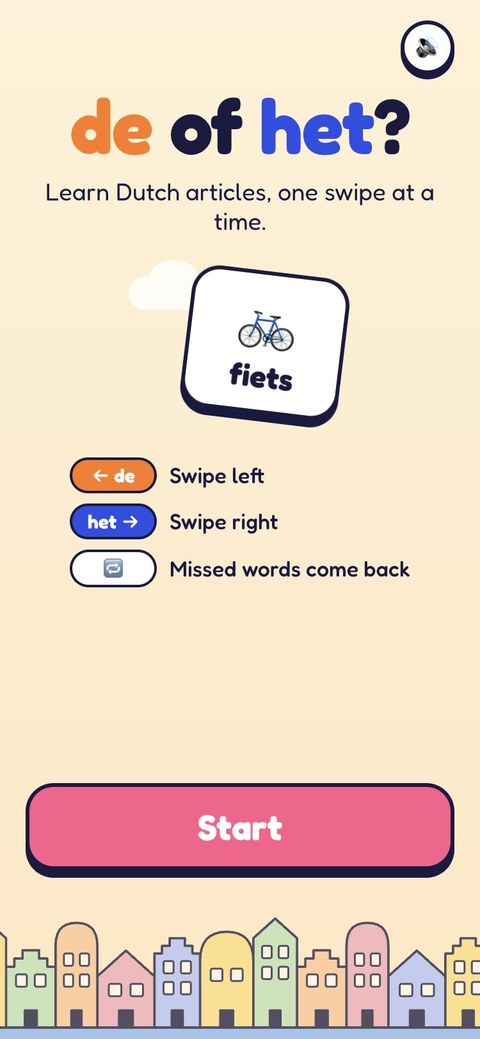 de of het?
Learn Dutch articles, one swipe at a
time.
fiets
← de Swipe left
het → Swipe right
Missed words come back
Start